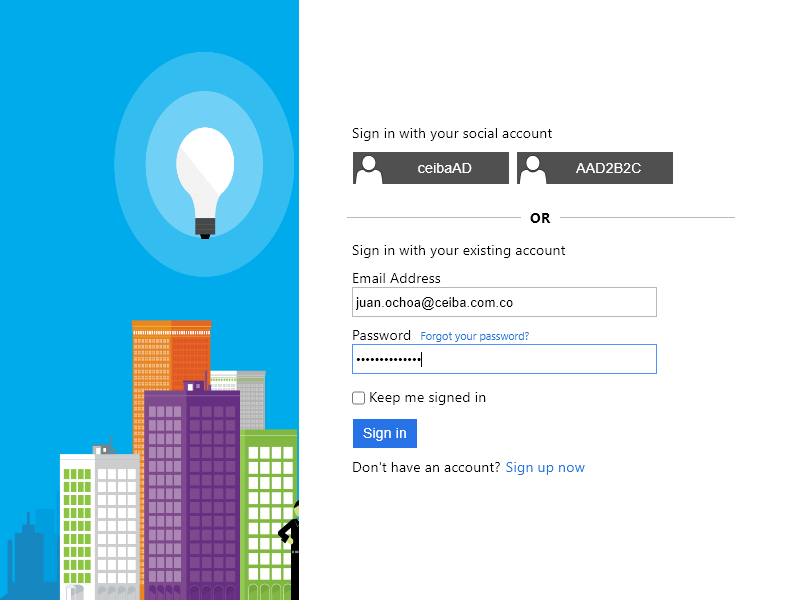 Sign in with your social account
ceibaAD
AAD2B2C
OR
Sign in with your existing account
Email Address
juan.ochoa@ceiba.com.co
Password Forgot your password?
••••••••••••••
Keep me signed in
Sign in
Don't have an account? Sign up now